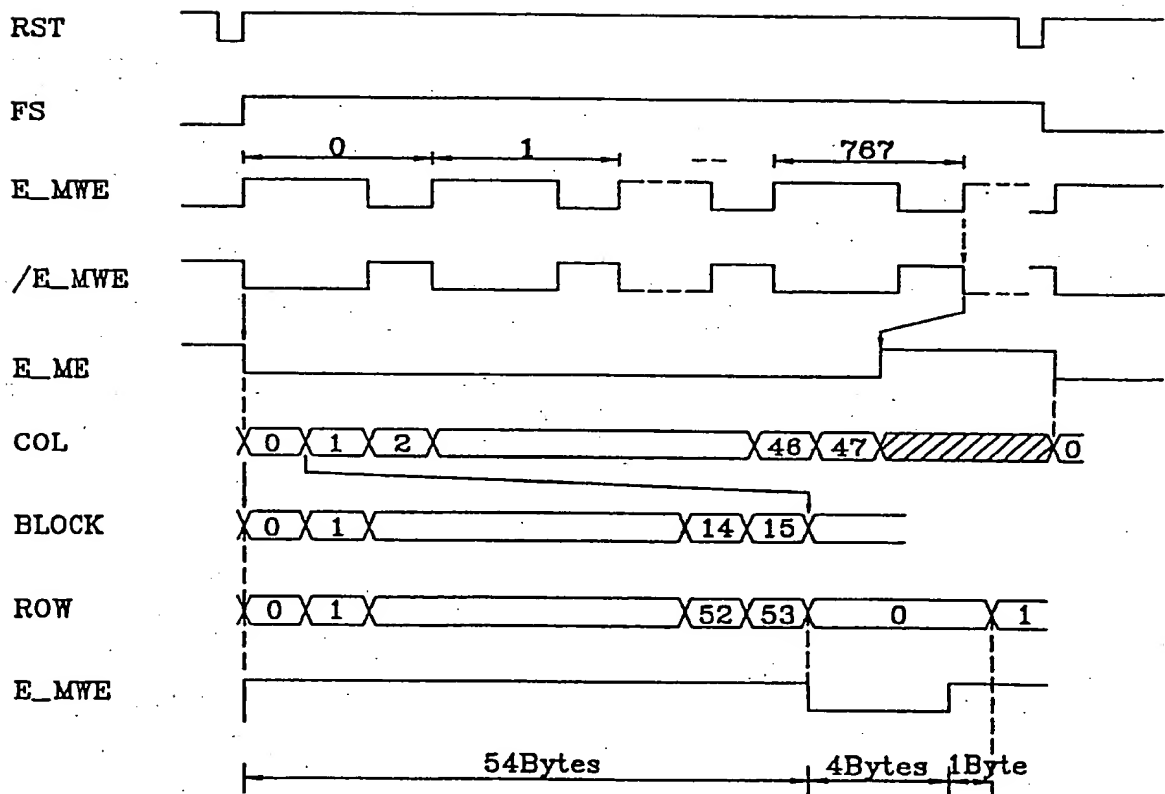 RST
FS
0 1 -- 767
E_MWE
/E_MWE
E_ME
COL 0 1 2 46 47 0
BLOCK 0 1 14 15
ROW 0 1 52 53 0 1
E_MWE
54Bytes 4Bytes 1Byte